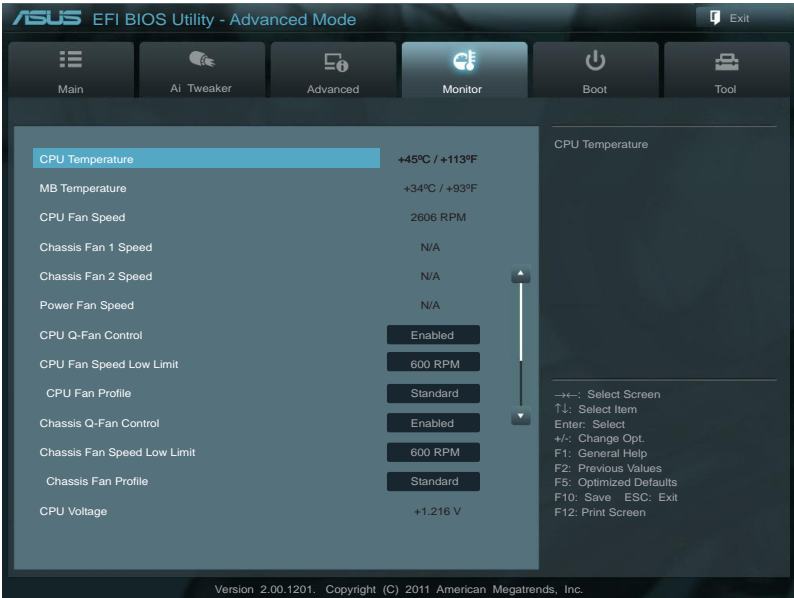 ASUS EFI BIOS Utility - Advanced Mode
Exit
Main
Ai Tweaker
Advanced
Monitor
Boot
Tool
CPU Temperature +45ºC / +113ºF
MB Temperature +34ºC / +93ºF
CPU Fan Speed 2606 RPM
Chassis Fan 1 Speed N/A
Chassis Fan 2 Speed N/A
Power Fan Speed N/A
CPU Q-Fan Control Enabled
CPU Fan Speed Low Limit 600 RPM
CPU Fan Profile Standard
Chassis Q-Fan Control Enabled
Chassis Fan Speed Low Limit 600 RPM
Chassis Fan Profile Standard
CPU Voltage +1.216 V
CPU Temperature
→←: Select Screen
↑↓: Select Item
Enter: Select
+/-: Change Opt.
F1: General Help
F2: Previous Values
F5: Optimized Defaults
F10: Save ESC: Exit
F12: Print Screen
Version 2.00.1201. Copyright (C) 2011 American Megatrends, Inc.